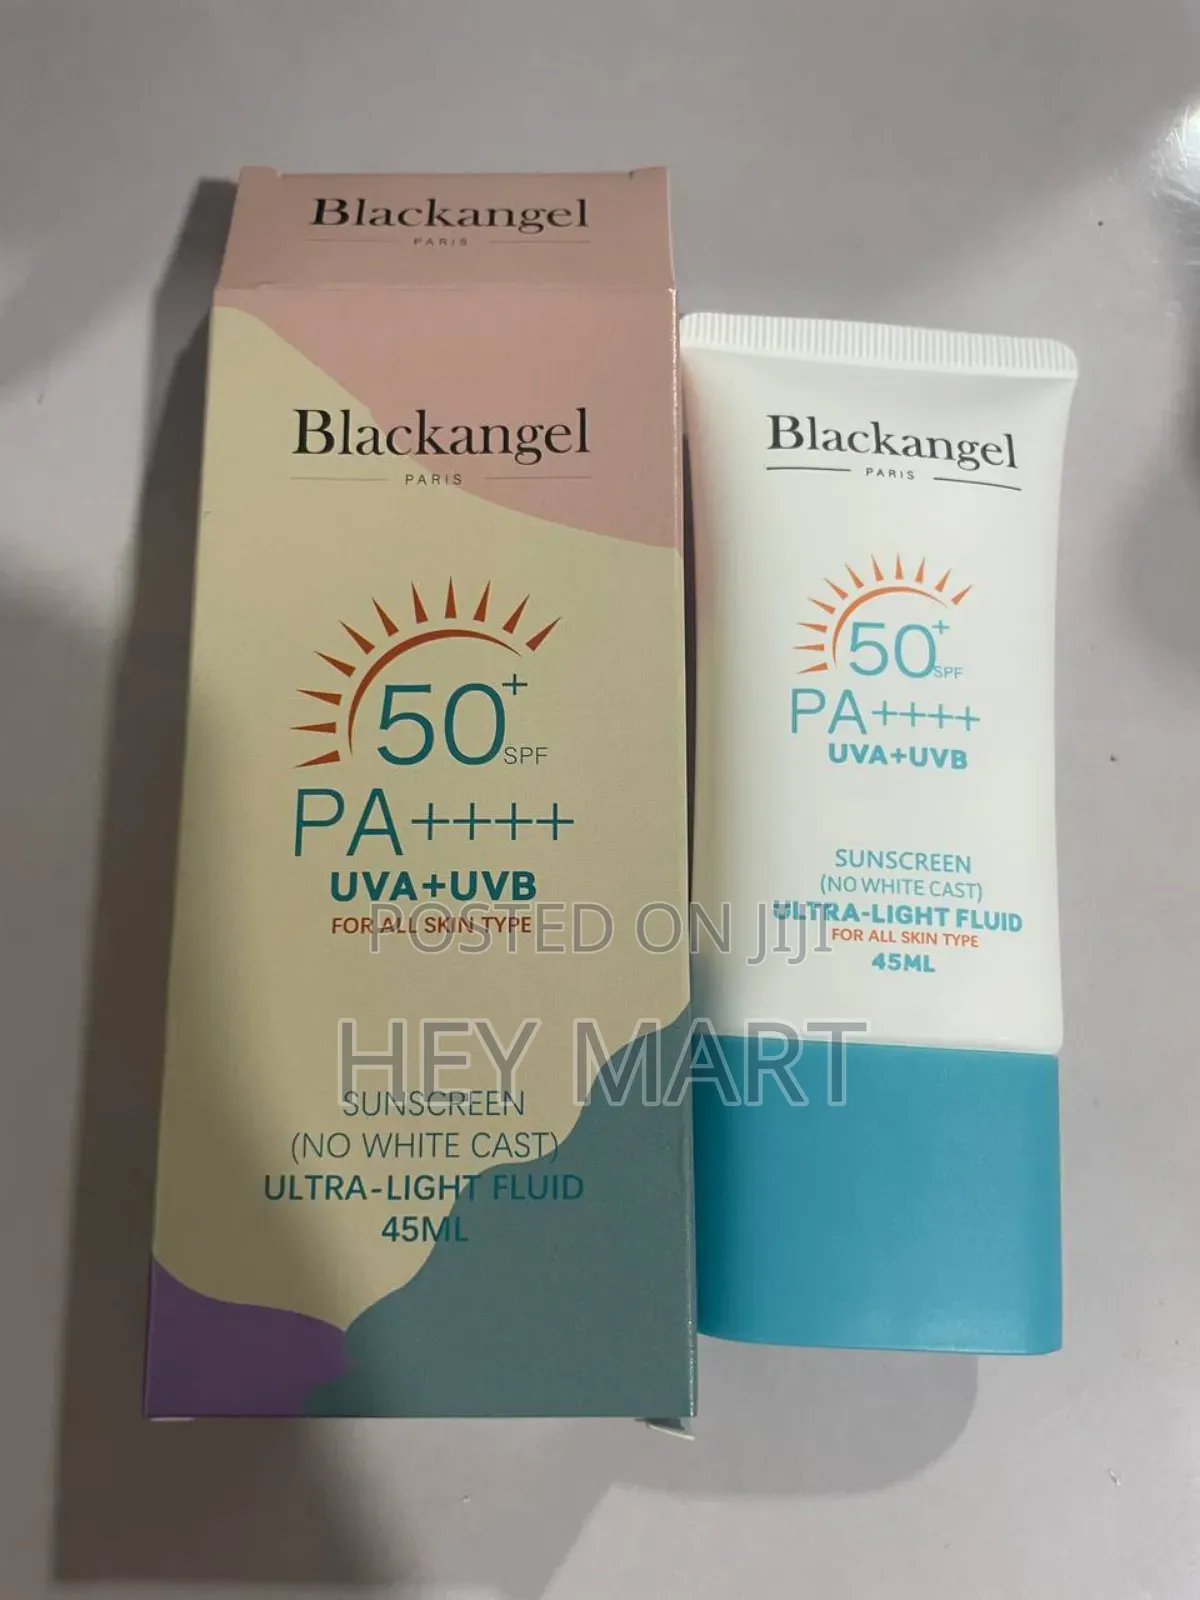 Blackangel
PARIS
Blackangel
PARIS
50+
SPF
PA++++
UVA+UVB
FOR ALL SKIN TYPE
SUNSCREEN
(NO WHITE CAST)
ULTRA-LIGHT FLUID
45ML
Blackangel
PARIS
50+
SPF
PA++++
UVA+UVB
SUNSCREEN
(NO WHITE CAST)
ULTRA-LIGHT FLUID
FOR ALL SKIN TYPE
45ML
POSTED ON JIJI
HEY MART